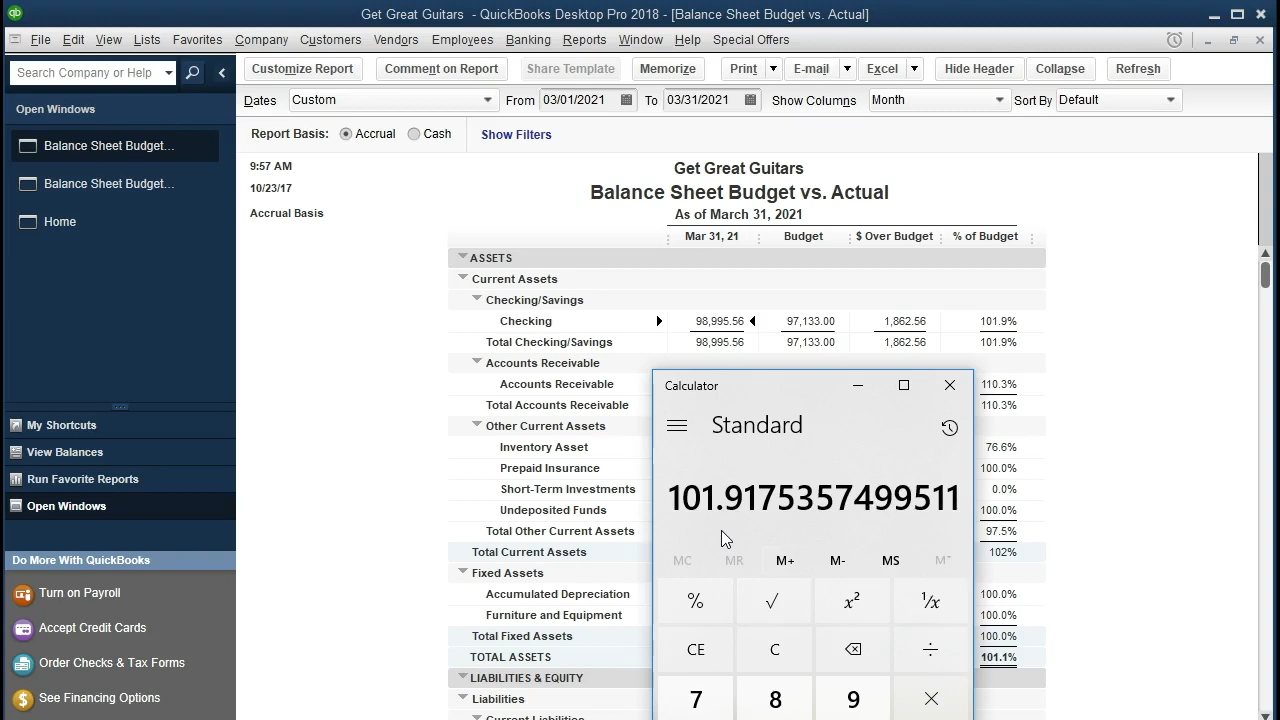 Get Great Guitars - QuickBooks Desktop Pro 2018 - [Balance Sheet Budget vs. Actual]
File Edit View Lists Favorites Company Customers Vendors Employees Banking Reports Window Help Special Offers
Search Company or Help
Customize Report Comment on Report Share Template Memorize Print E-mail Excel Hide Header Collapse Refresh
Open Windows
Dates Custom From 03/01/2021 To 03/31/2021 Show Columns Month Sort By Default
Report Basis: Accrual Cash Show Filters
Balance Sheet Budget...
Balance Sheet Budget...
Home
My Shortcuts
View Balances
Run Favorite Reports
Open Windows
Do More With QuickBooks
Turn on Payroll
Accept Credit Cards
Order Checks & Tax Forms
See Financing Options
9:57 AM
10/23/17
Accrual Basis
Get Great Guitars
Balance Sheet Budget vs. Actual
As of March 31, 2021
Mar 31, 21 Budget $ Over Budget % of Budget
ASSETS
Current Assets
Checking/Savings
Checking 98,995.56 97,133.00 1,862.56 101.9%
Total Checking/Savings 98,995.56 97,133.00 1,862.56 101.9%
Accounts Receivable
Accounts Receivable 110.3%
Total Accounts Receivable 110.3%
Other Current Assets
Inventory Asset 76.6%
Prepaid Insurance 100.0%
Short-Term Investments 0.0%
Undeposited Funds 100.0%
Total Other Current Assets 97.5%
Total Current Assets 102%
Fixed Assets
Accumulated Depreciation 100.0%
Furniture and Equipment 100.0%
Total Fixed Assets 100.0%
TOTAL ASSETS 101.1%
LIABILITIES & EQUITY
Liabilities
Current Liabilities
Calculator
Standard
101.9175357499511
MC MR M+ M- MS M˅
% √ x² ¹/x
CE C ⌫ ÷
7 8 9 ×